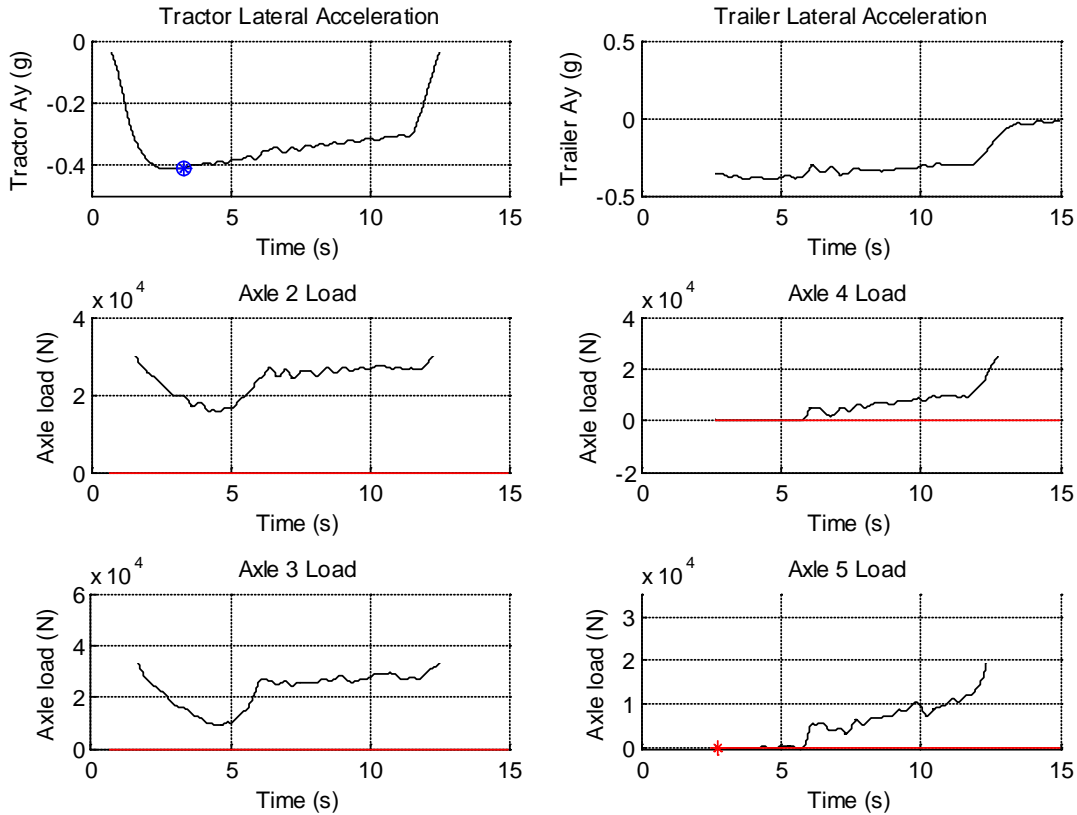 Tractor Lateral Acceleration
0
-0.2
-0.4
Tractor Ay (g)
0 5 10 15
Time (s)
Trailer Lateral Acceleration
0.5
0
-0.5
Trailer Ay (g)
0 5 10 15
Time (s)
x 10 4
Axle 2 Load
4
2
0
Axle load (N)
0 5 10 15
Time (s)
x 10 4
Axle 4 Load
4
2
0
-2
Axle load (N)
0 5 10 15
Time (s)
x 10 4
Axle 3 Load
6
4
2
0
Axle load (N)
0 5 10 15
Time (s)
x 10 4
Axle 5 Load
3
2
1
0
Axle load (N)
0 5 10 15
Time (s)